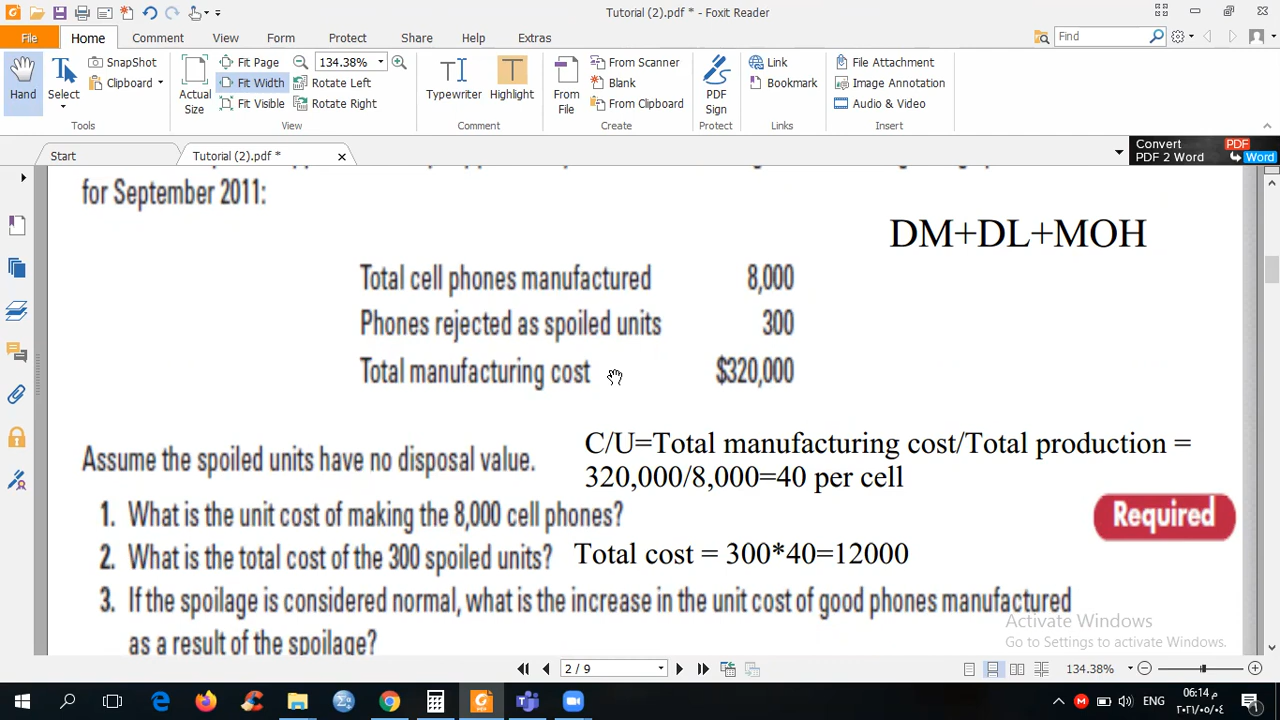 Tutorial (2).pdf * - Foxit Reader
File Home Comment View Form Protect Share Help Extras Find
Hand
Select
SnapShot
Clipboard
Tools
Actual Size
Fit Page
Fit Width
Fit Visible
134.38%
Rotate Left
Rotate Right
View
Typewriter
Highlight
Comment
From File
From Scanner
Blank
From Clipboard
Create
PDF Sign
Protect
Link
Bookmark
Links
File Attachment
Image Annotation
Audio & Video
Insert
Start
Tutorial (2).pdf *
Convert PDF
PDF 2 Word Word
for September 2011:
DM+DL+MOH
Total cell phones manufactured 8,000
Phones rejected as spoiled units 300
Total manufacturing cost $320,000
C/U=Total manufacturing cost/Total production =
Assume the spoiled units have no disposal value.
320,000/8,000=40 per cell
1. What is the unit cost of making the 8,000 cell phones?
Required
2. What is the total cost of the 300 spoiled units? Total cost = 300*40=12000
3. If the spoilage is considered normal, what is the increase in the unit cost of good phones manufactured
as a result of the spoilage?
Activate Windows
Go to Settings to activate Windows.
2 / 9
134.38%
ENG
06:14 م
٢٠٢١/٠٥/٠٤